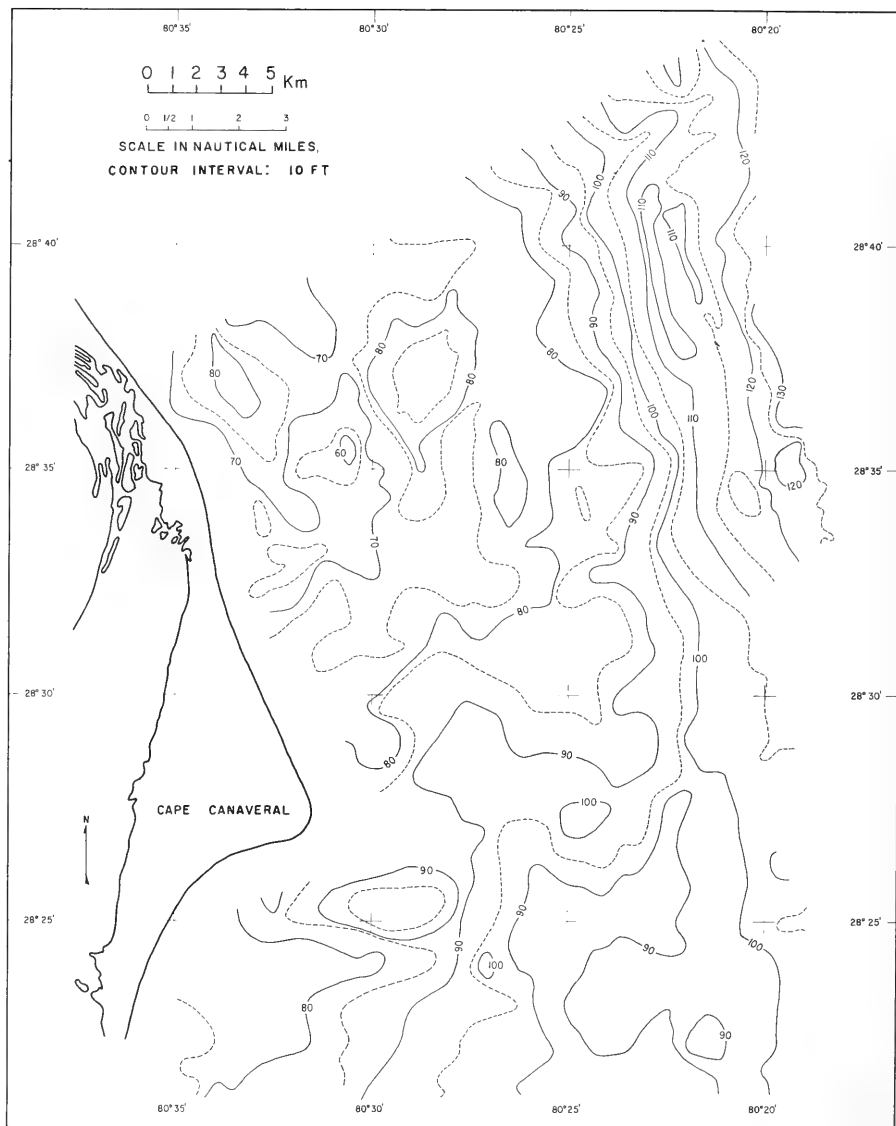 80° 35' 80° 30' 80° 25' 80° 20'
0 1 2 3 4 5 Km
0 1/2 1 2 3
SCALE IN NAUTICAL MILES,
CONTOUR INTERVAL: 10 FT
120
110
100
90
110
110
28° 40' 28° 40'
80
90
70
80
80
130
120
100
110
60
80
70
28° 35' 28° 35'
120
90
70
80
100
28° 30' 28° 30'
80
90
100
CAPE CANAVERAL
N
90
90
28° 25' 28° 25'
90
90
100
100
80
90
80° 35' 80° 30' 80° 25' 80° 20'